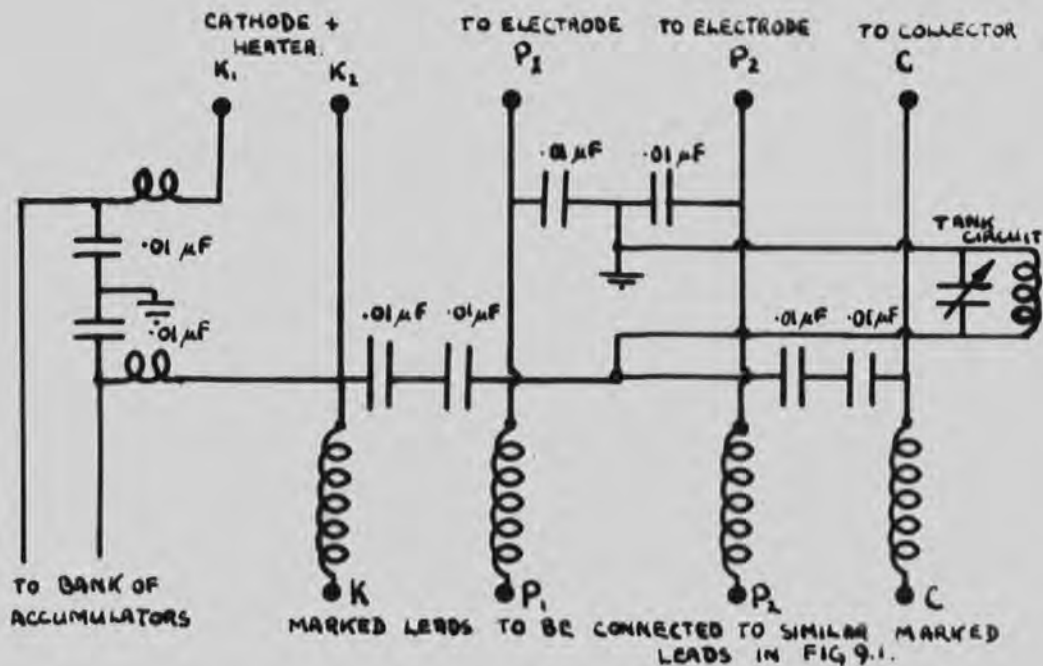 CATHODE +
HEATER.
K₁
K₂
TO ELECTRODE
P₁
TO ELECTRODE
P₂
TO COLLECTOR
C
.01 µF
.01 µF
TANK
CIRCUIT
.01 µF
.01 µF
.01 µF
.01 µF
.01 µF
.01 µF
TO BANK OF
ACCUMULATORS
K
P₁
P₂
C
MARKED LEADS TO BE CONNECTED TO SIMILAR MARKED
LEADS IN FIG 9.1.